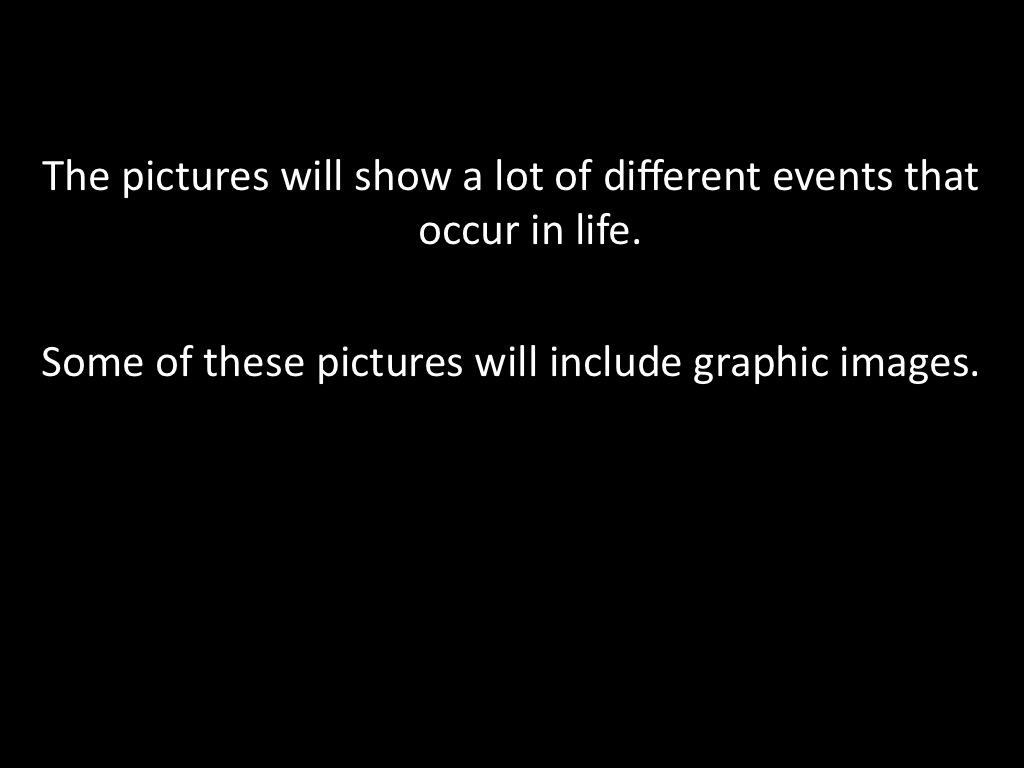 The pictures will show a lot of different events that
occur in life.
Some of these pictures will include graphic images.